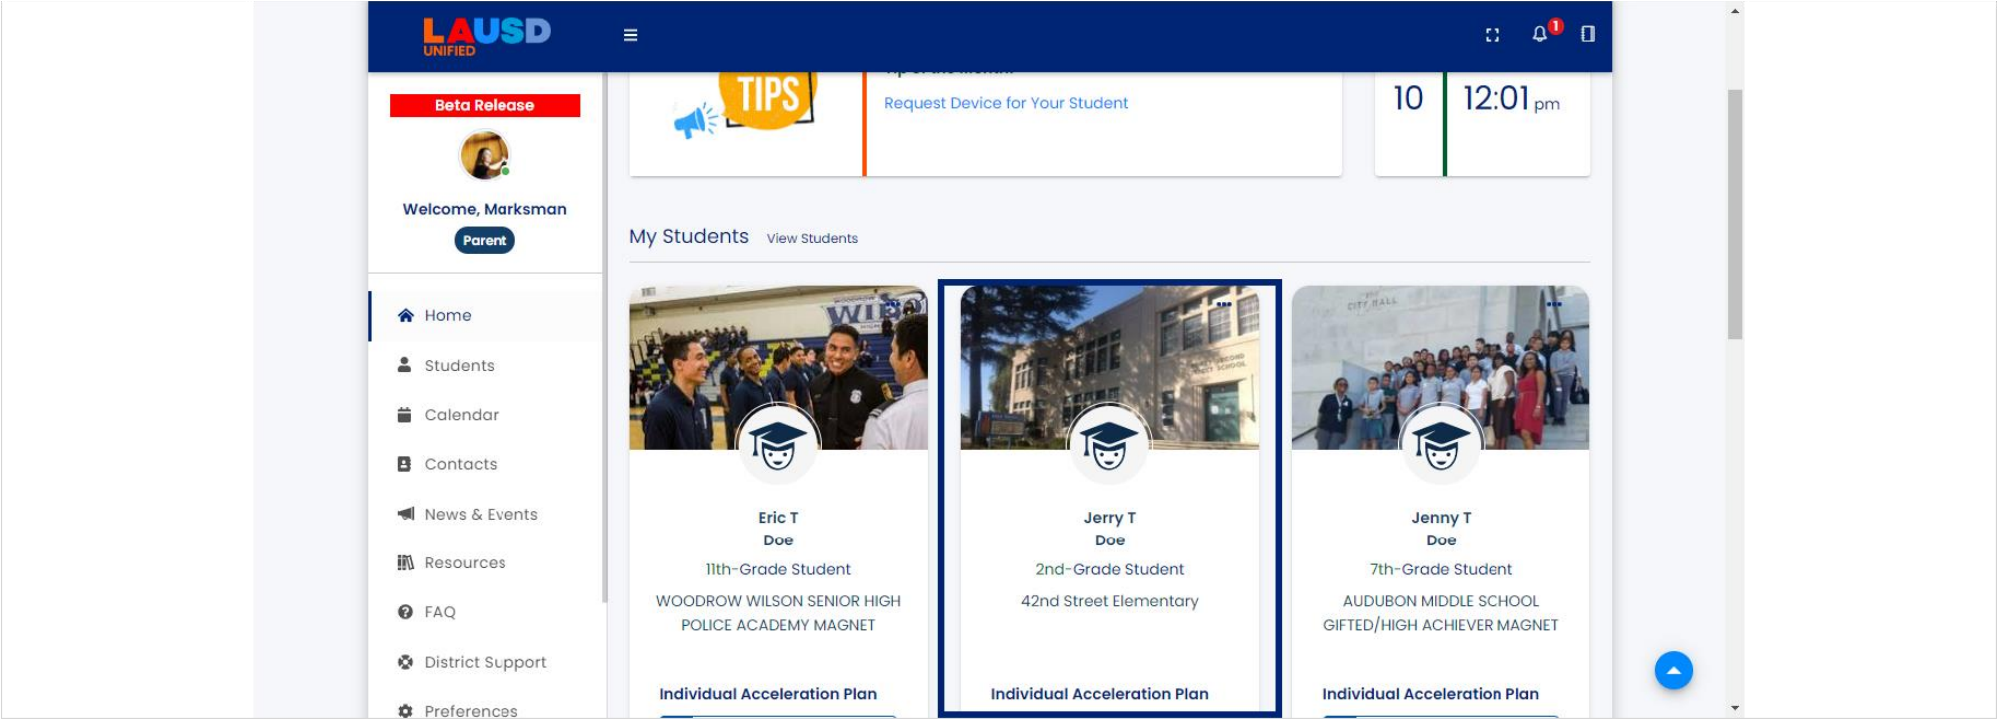 LAUSD
UNIFIED
1
Beta Release
Welcome, Marksman
Parent
Home
Students
Calendar
Contacts
News & Events
Resources
FAQ
District Support
Preferences
TIPS
Request Device for Your Student
10
12:01 pm
My Students View Students
CITY HALL
Eric T
Doe
11th-Grade Student
WOODROW WILSON SENIOR HIGH
POLICE ACADEMY MAGNET
Individual Acceleration Plan
Jerry T
Doe
2nd-Grade Student
42nd Street Elementary
Individual Acceleration Plan
Jenny T
Doe
7th-Grade Student
AUDUBON MIDDLE SCHOOL
GIFTED/HIGH ACHIEVER MAGNET
Individual Acceleration Plan